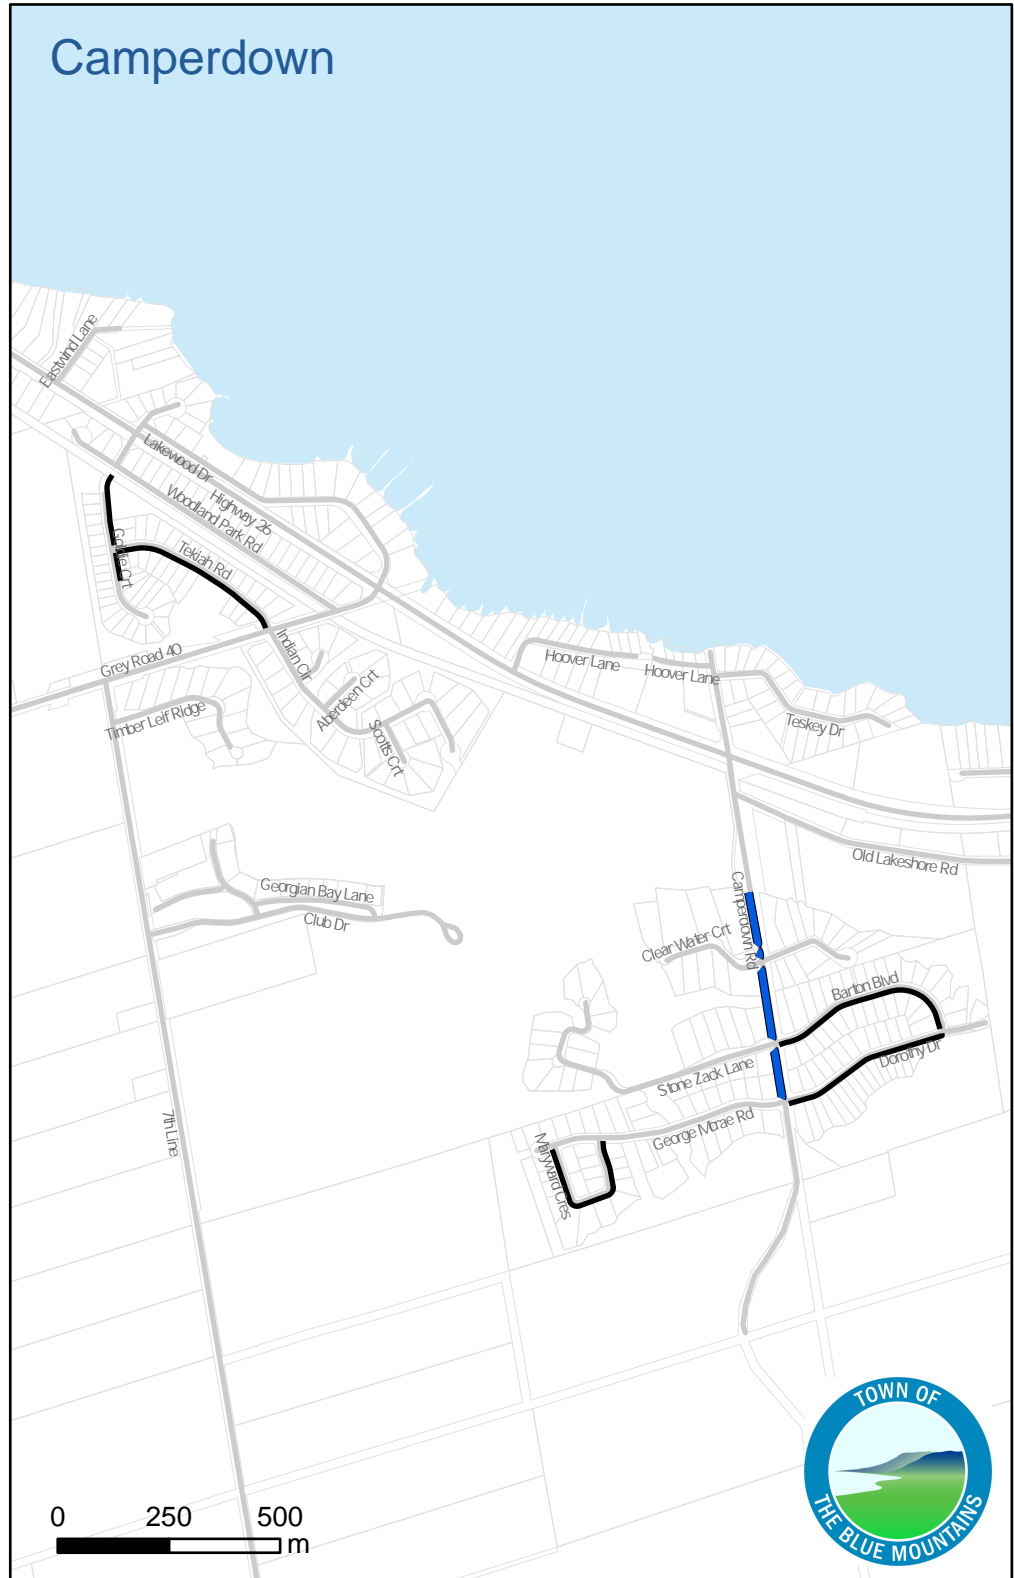 Camperdown
Eastwind Lane
Lakewood Dr
Highway 26
Woodland Park Rd
Goldie Crt
Tekiah Rd
Grey Road 40
Indian Cir
Hoover Lane
Hoover Lane
Timber Leif Ridge
Aberdeen Crt
Scotts Crt
Teskey Dr
Old Lakeshore Rd
Georgian Bay Lane
Club Dr
Camperdown Rd
Clear Water Crt
Barton Blvd
Dorothy Dr
Stone Zack Lane
7th Line
George Mcrae Rd
Maryward Cres
TOWN OF
THE BLUE MOUNTAINS
0 250 500
m